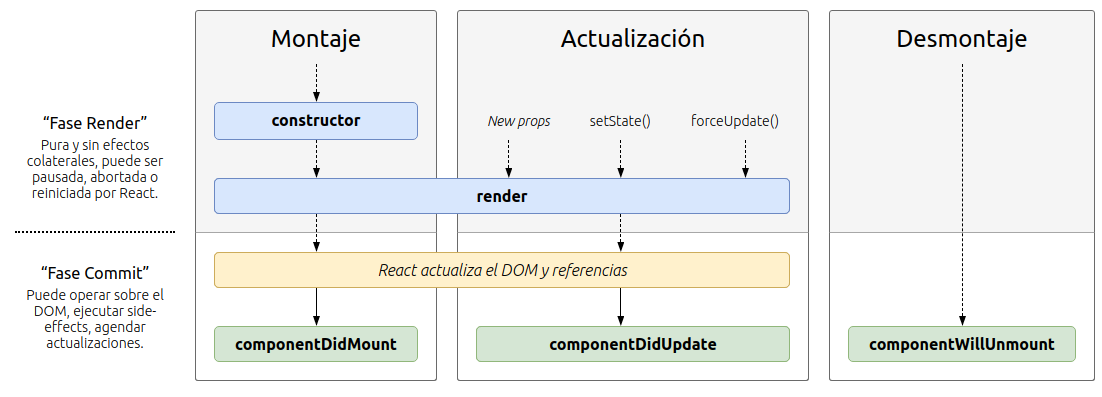 Montaje
Actualización
Desmontaje
“Fase Render”
Pura y sin efectos
colaterales, puede ser
pausada, abortada o
reiniciada por React.
constructor
New props
setState()
forceUpdate()
render
“Fase Commit”
Puede operar sobre el
DOM, ejecutar side-
effects, agendar
actualizaciones.
React actualiza el DOM y referencias
componentDidMount
componentDidUpdate
componentWillUnmount